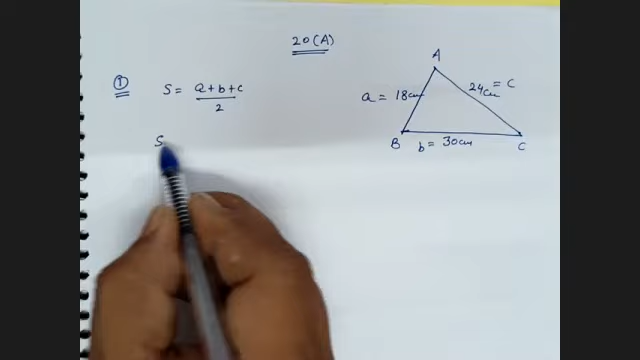 20(A)
① S = a+b+c
2
S
A
a = 18cm
24cm = C
B b = 30cm C